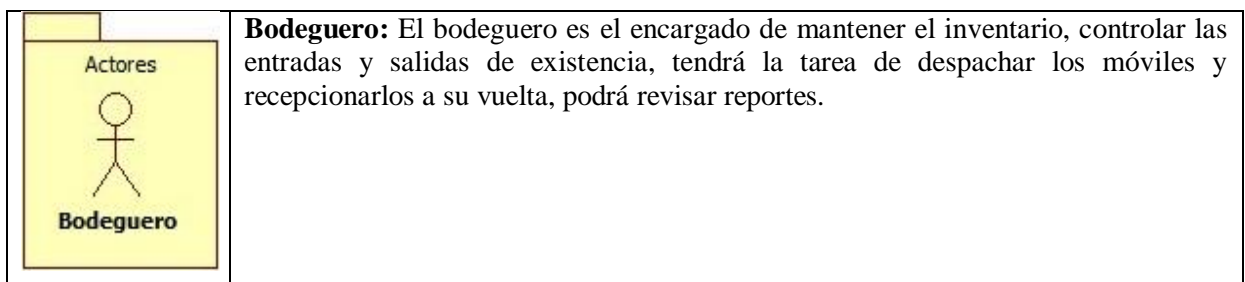 Actores
Bodeguero
Bodeguero: El bodeguero es el encargado de mantener el inventario, controlar las
entradas y salidas de existencia, tendrá la tarea de despachar los móviles y
recepcionarlos a su vuelta, podrá revisar reportes.